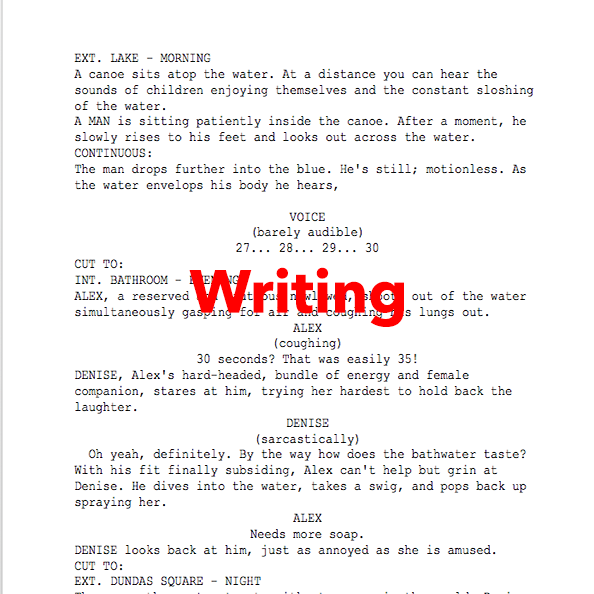 EXT. LAKE - MORNING
A canoe sits atop the water. At a distance you can hear the
sounds of children enjoying themselves and the constant sloshing
of the water.
A MAN is sitting patiently inside the canoe. After a moment, he
slowly rises to his feet and looks out across the water.
CONTINUOUS:
The man drops further into the blue. He's still; motionless. As
the water envelops his body he hears,
VOICE
(barely audible)
27... 28... 29... 30
CUT TO:
INT. BATHROOM - EVENING
Writing
ALEX, a reserved out of the water
simultaneously gasping for air and coughing his lungs out.
ALEX
(coughing)
30 seconds? That was easily 35!
DENISE, Alex's hard-headed, bundle of energy and female
companion, stares at him, trying her hardest to hold back the
laughter.
DENISE
(sarcastically)
Oh yeah, definitely. By the way how does the bathwater taste?
With his fit finally subsiding, Alex can't help but grin at
Denise. He dives into the water, takes a swig, and pops back up
spraying her.
ALEX
Needs more soap.
DENISE looks back at him, just as annoyed as she is amused.
CUT TO:
EXT. DUNDAS SQUARE - NIGHT